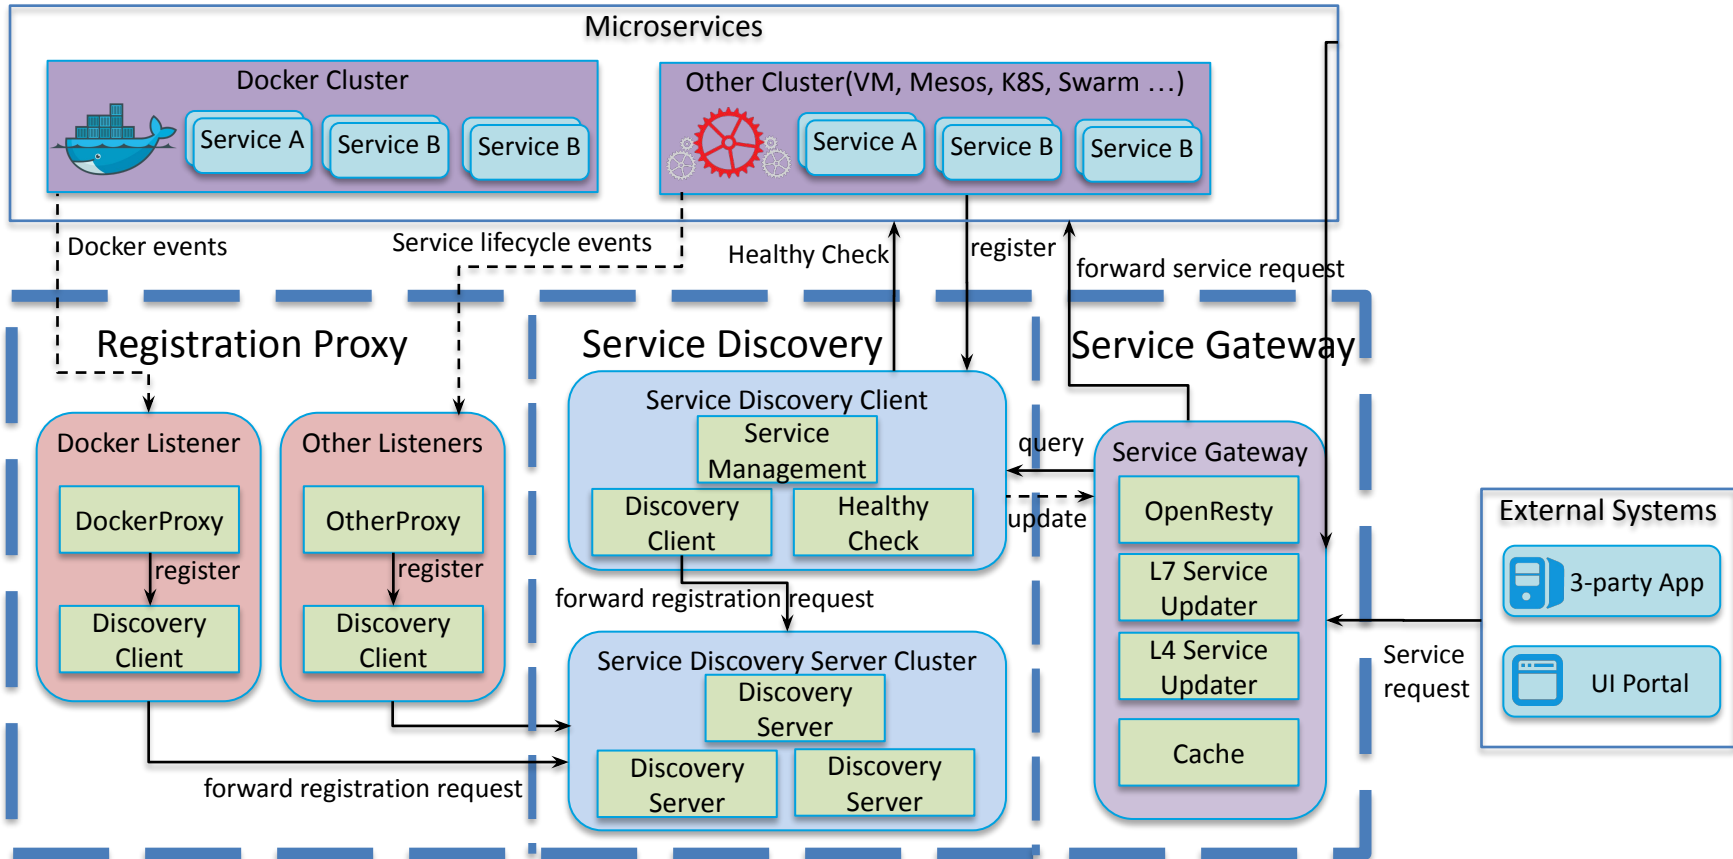 Microservices
Docker Cluster
Service A
Service B
Service B
Other Cluster(VM, Mesos, K8S, Swarm …)
Service A
Service B
Service B
Docker events
Service lifecycle events
Healthy Check
register
forward service request
Registration Proxy
Service Discovery
Service Gateway
Docker Listener
DockerProxy
register
Discovery
Client
Other Listeners
OtherProxy
register
Discovery
Client
forward registration request
Service Discovery Client
Service
Management
Discovery
Client
Healthy
Check
forward registration request
Service Discovery Server Cluster
Discovery
Server
Discovery
Server
Discovery
Server
query
update
Service Gateway
OpenResty
L7 Service
Updater
L4 Service
Updater
Cache
Service
request
External Systems
3-party App
UI Portal